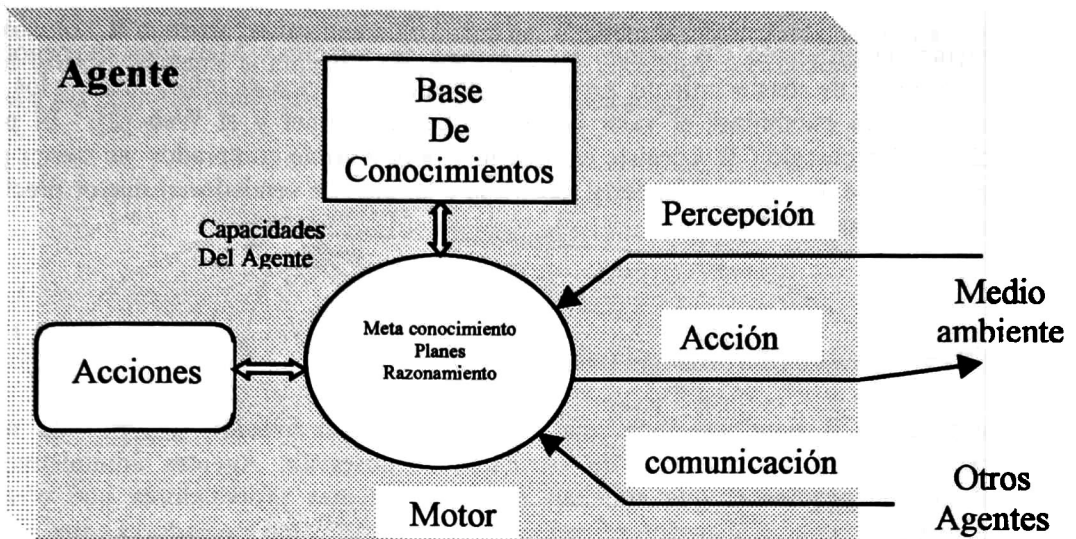 Agente
Base
De
Conocimientos
Capacidades
Del Agente
Percepción
Medio
ambiente
Meta conocimiento
Planes
Razonamiento
Acción
Acciones
comunicación
Otros
Agentes
Motor